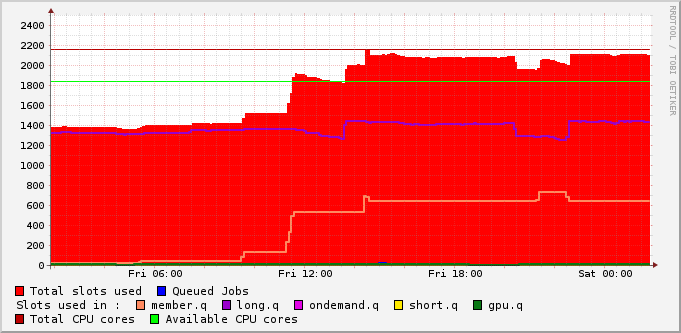 2400
2200
2000
1800
1600
1400
1200
1000
800
600
400
200
0
Fri 06:00 Fri 12:00 Fri 18:00 Sat 00:00
Total slots used Queued Jobs
Slots used in : member.q long.q ondemand.q short.q gpu.q
Total CPU cores Available CPU cores
RRDTOOL / TOBI OETIKER